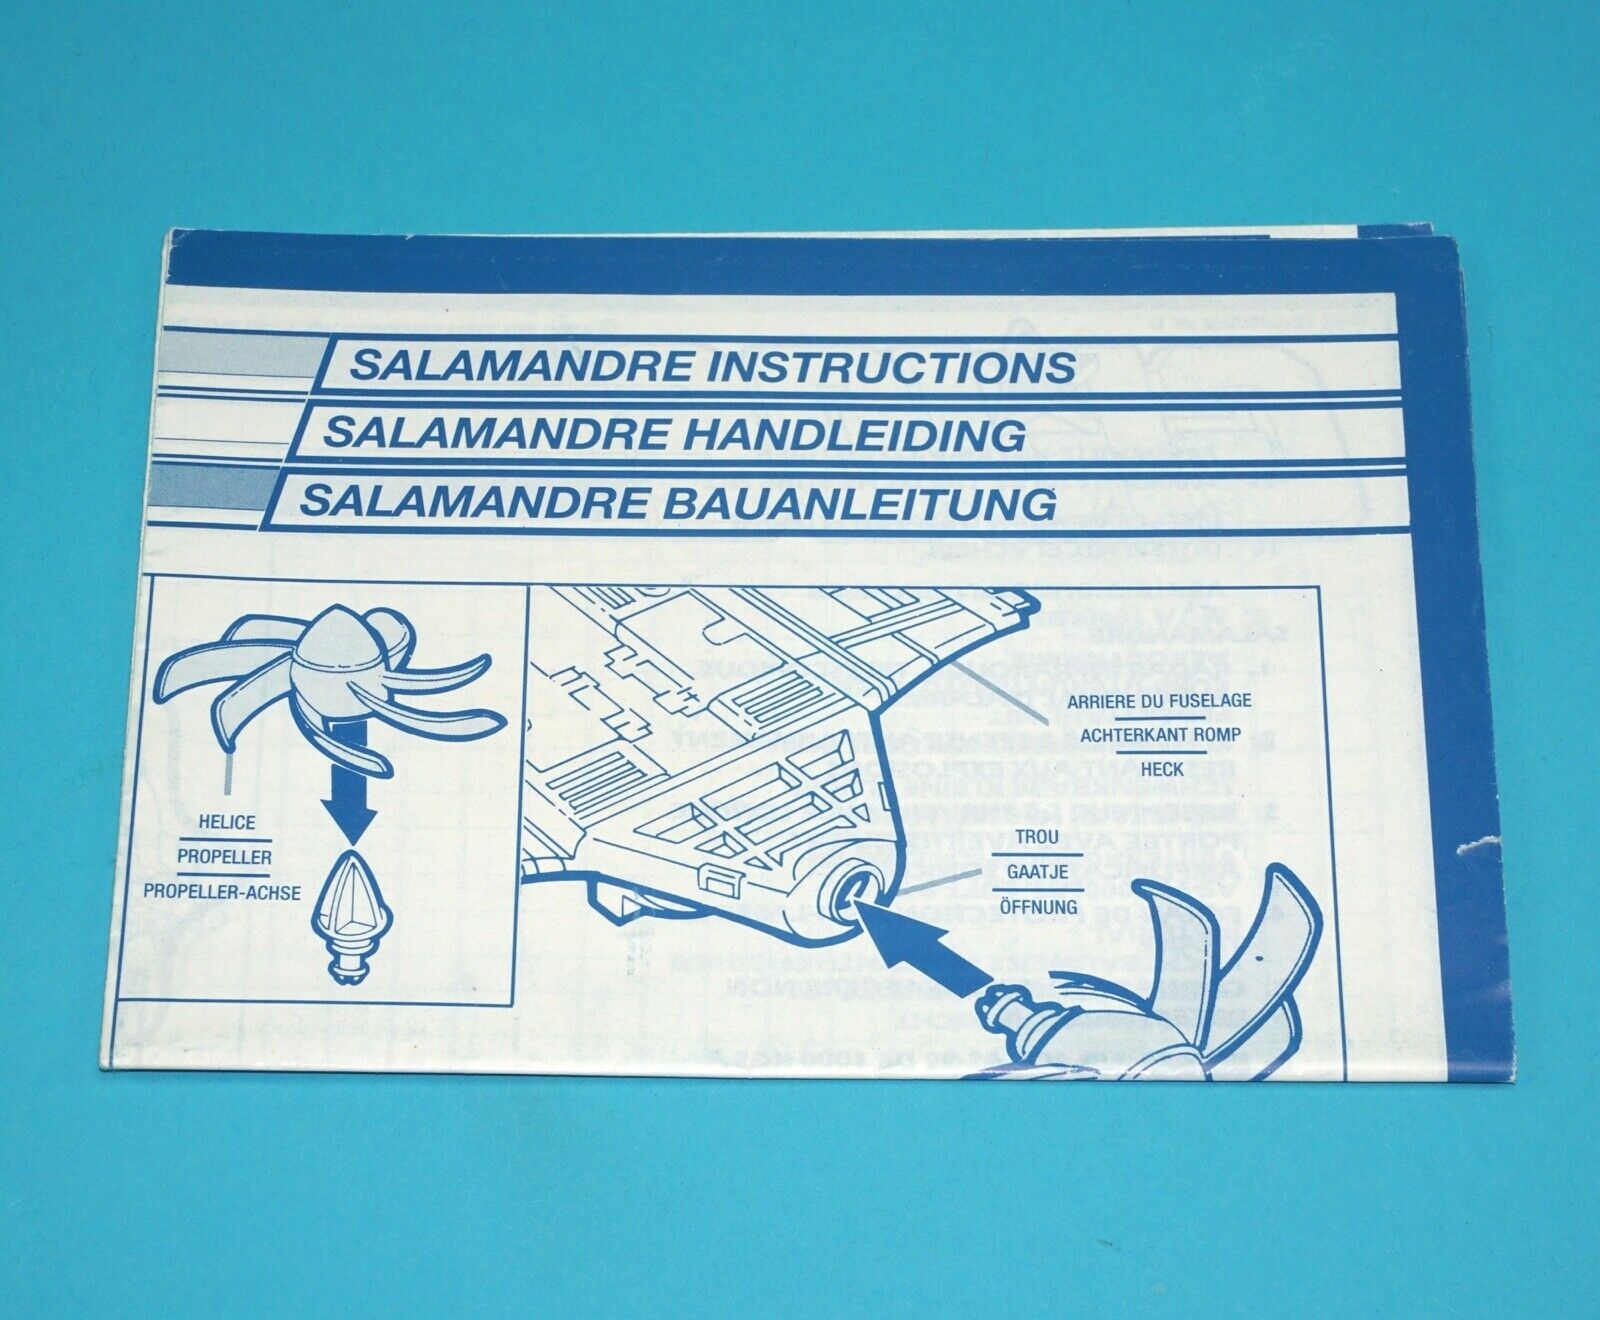 SALAMANDRE INSTRUCTIONS
SALAMANDRE HANDLEIDING
SALAMANDRE BAUANLEITUNG
HELICE
PROPELLER
PROPELLER-ACHSE
ARRIERE DU FUSELAGE
ACHTERKANT ROMP
HECK
TROU
GAATJE
ÖFFNUNG